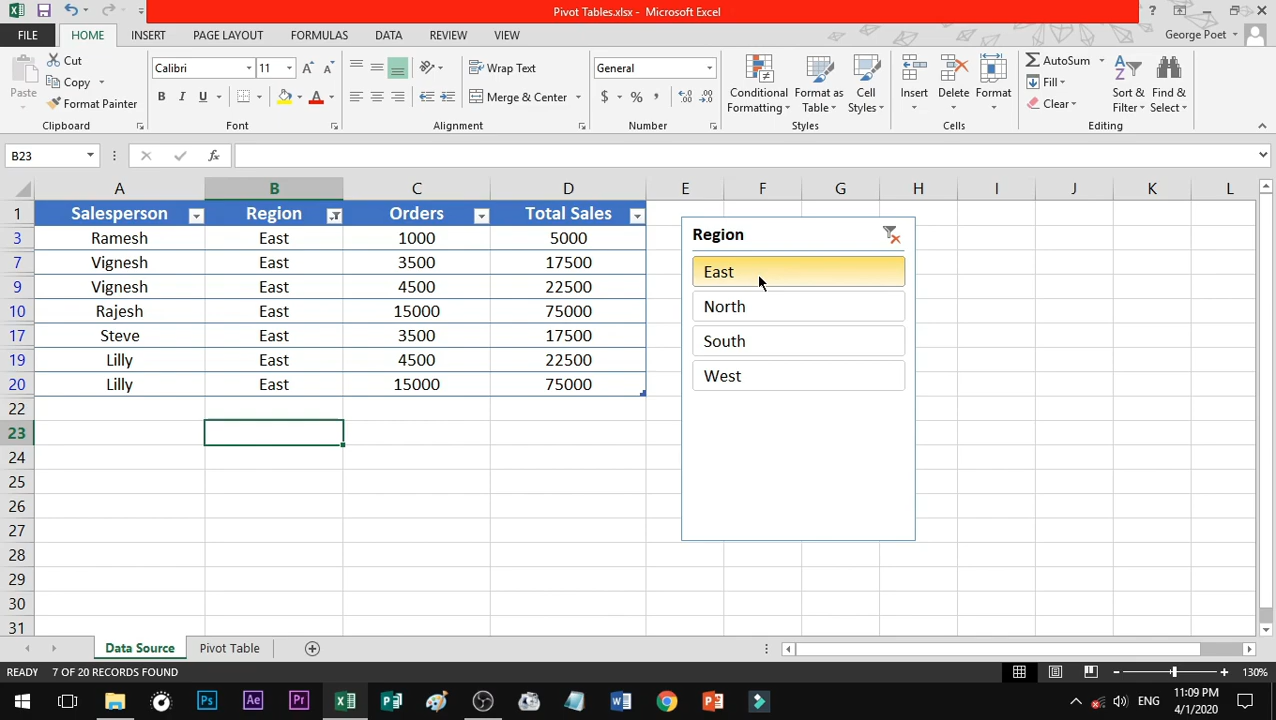 Pivot Tables.xlsx - Microsoft Excel
FILE HOME INSERT PAGE LAYOUT FORMULAS DATA REVIEW VIEW George Poet
Paste Cut Copy Format Painter Clipboard
Calibri 11 B I U A Font
Wrap Text Merge & Center Alignment
General $ % , Number
Conditional Formatting Format as Table Cell Styles Styles
Insert Delete Format Cells
AutoSum Fill Clear Sort & Filter Find & Select Editing
B23 fx
A B C D E F G H I J K L
1 Salesperson Region Orders Total Sales
3 Ramesh East 1000 5000
7 Vignesh East 3500 17500
9 Vignesh East 4500 22500
10 Rajesh East 15000 75000
17 Steve East 3500 17500
19 Lilly East 4500 22500
20 Lilly East 15000 75000
22
23
24
25
26
27
28
29
30
31
Region
East
North
South
West
Data Source Pivot Table
READY 7 OF 20 RECORDS FOUND 130%
Ps Ae Pr ENG 11:09 PM
4/1/2020